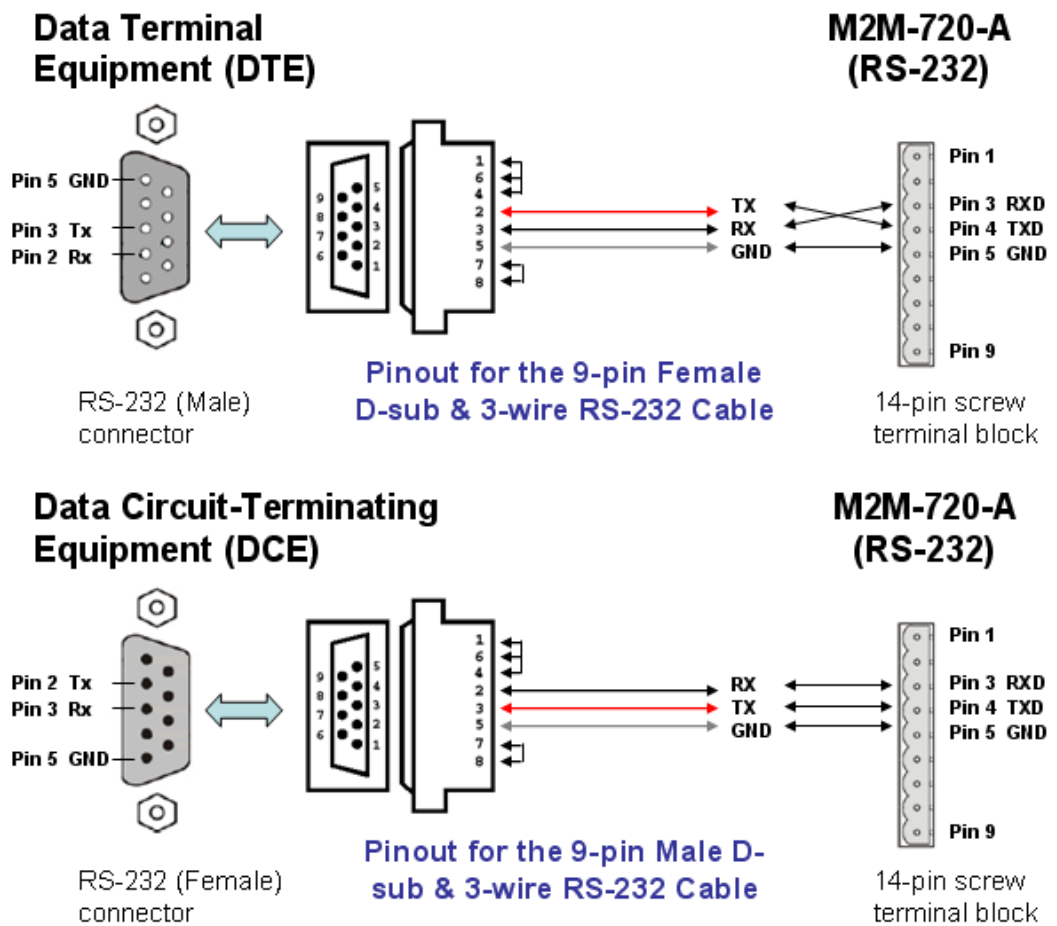 Data Terminal
Equipment (DTE)
M2M-720-A
(RS-232)
Pin 5 GND
Pin 3 Tx
Pin 2 Rx
9
8
7
6
5
4
3
2
1
1
6
4
2
3
5
7
8
TX
RX
GND
Pin 1
Pin 3 RXD
Pin 4 TXD
Pin 5 GND
Pin 9
RS-232 (Male)
connector
Pinout for the 9-pin Female
D-sub & 3-wire RS-232 Cable
14-pin screw
terminal block
Data Circuit-Terminating
Equipment (DCE)
M2M-720-A
(RS-232)
Pin 2 Tx
Pin 3 Rx
Pin 5 GND
9
8
7
6
5
4
3
2
1
1
6
4
2
3
5
7
8
RX
TX
GND
Pin 1
Pin 3 RXD
Pin 4 TXD
Pin 5 GND
Pin 9
RS-232 (Female)
connector
Pinout for the 9-pin Male D-
sub & 3-wire RS-232 Cable
14-pin screw
terminal block